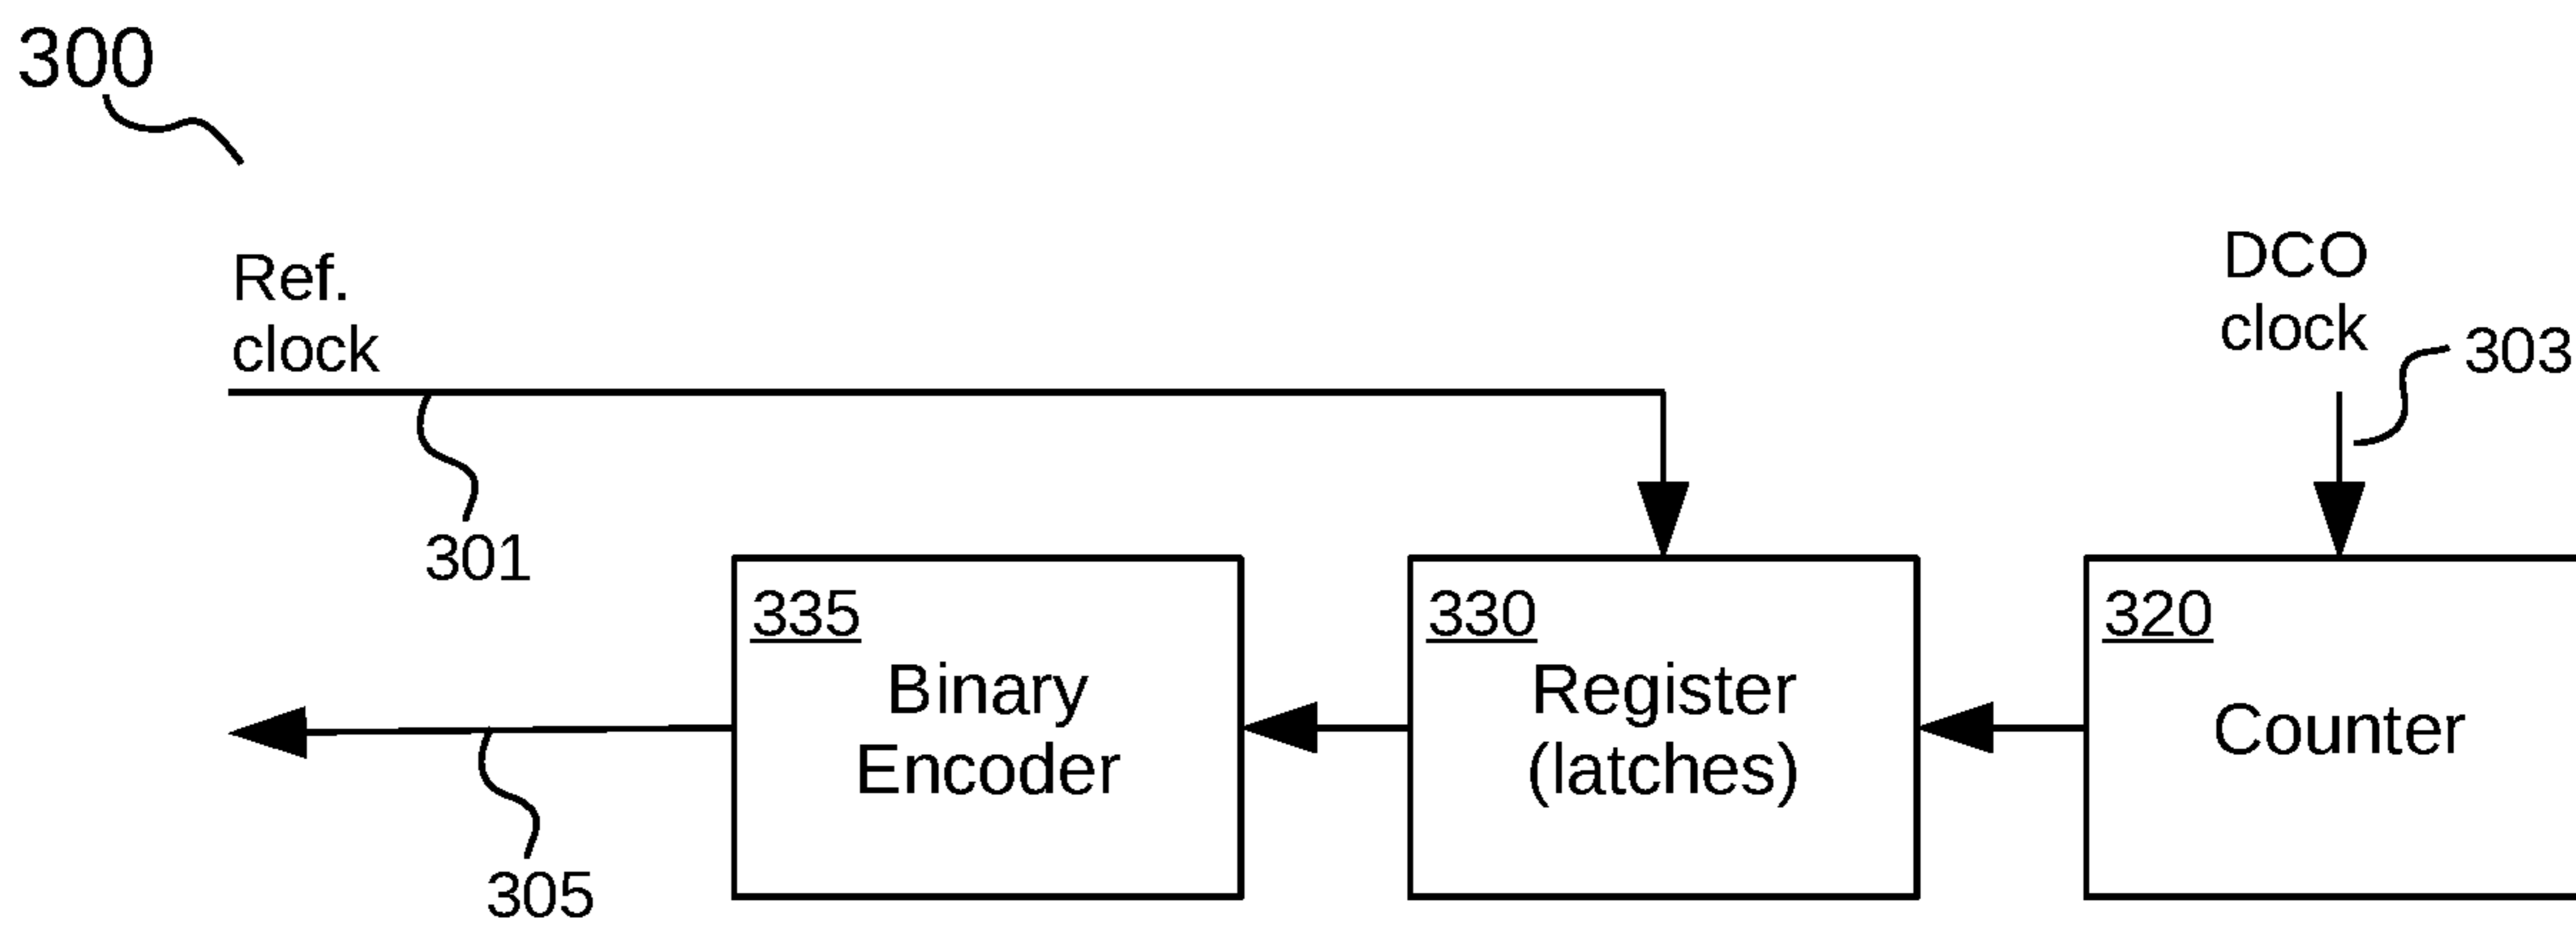 300
Ref.
clock
DCO
clock
303
301
335
Binary
Encoder
330
Register
(latches)
320
Counter
305